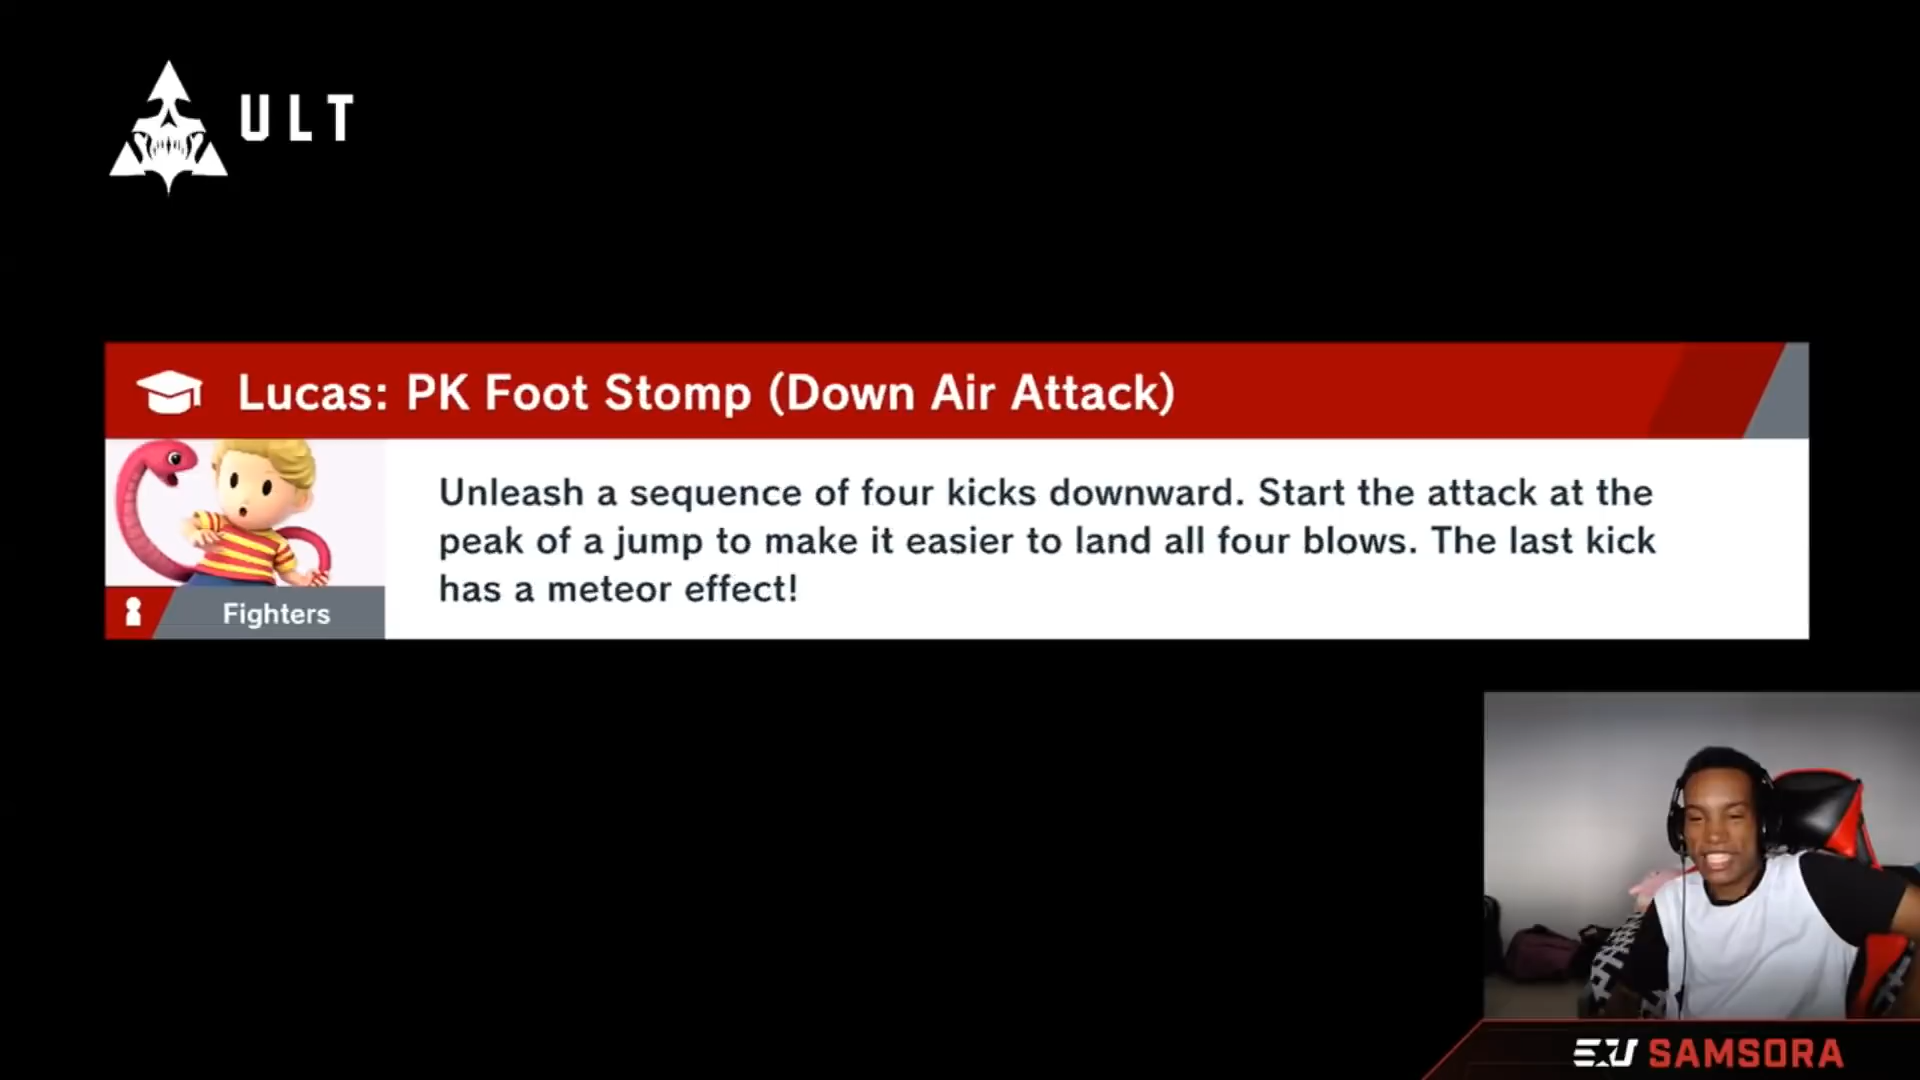 ULT
Lucas: PK Foot Stomp (Down Air Attack)
Unleash a sequence of four kicks downward. Start the attack at the
peak of a jump to make it easier to land all four blows. The last kick
has a meteor effect!
Fighters
EXU SAMSORA